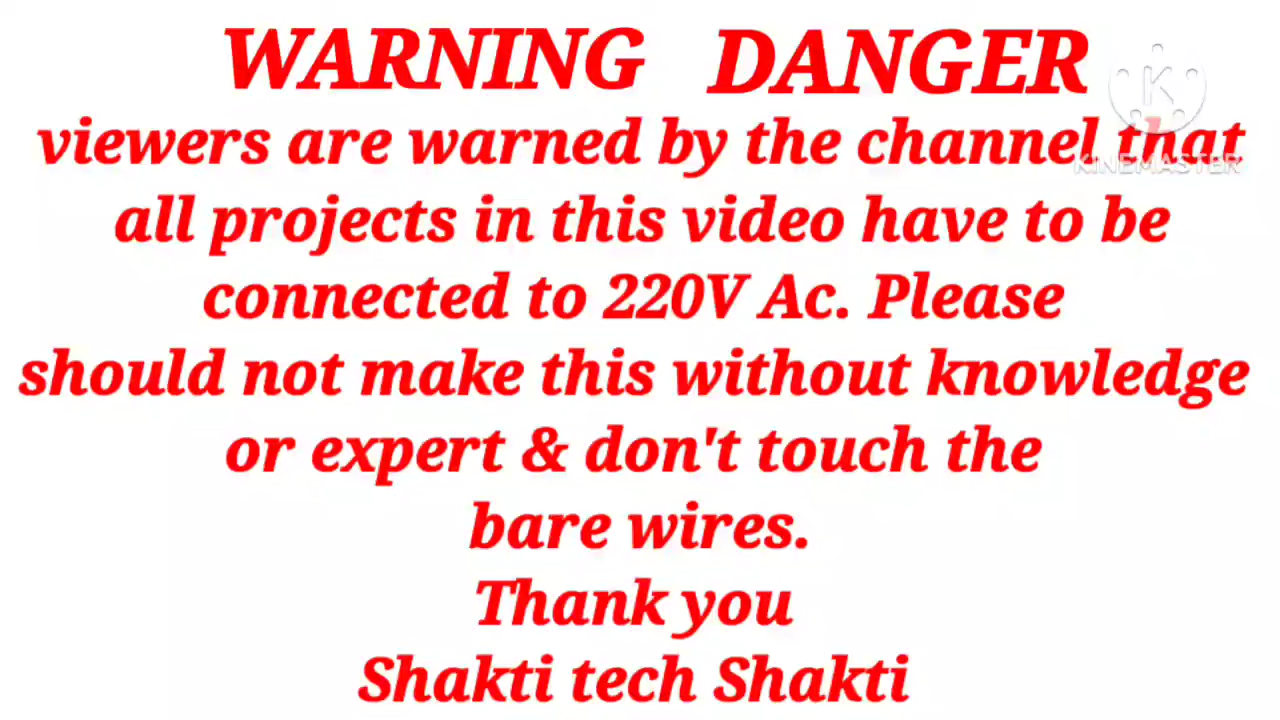 WARNING DANGER
viewers are warned by the channel that
KINEMASTER
all projects in this video have to be
connected to 220V Ac. Please
should not make this without knowledge
or expert & don't touch the
bare wires.
Thank you
Shakti tech Shakti